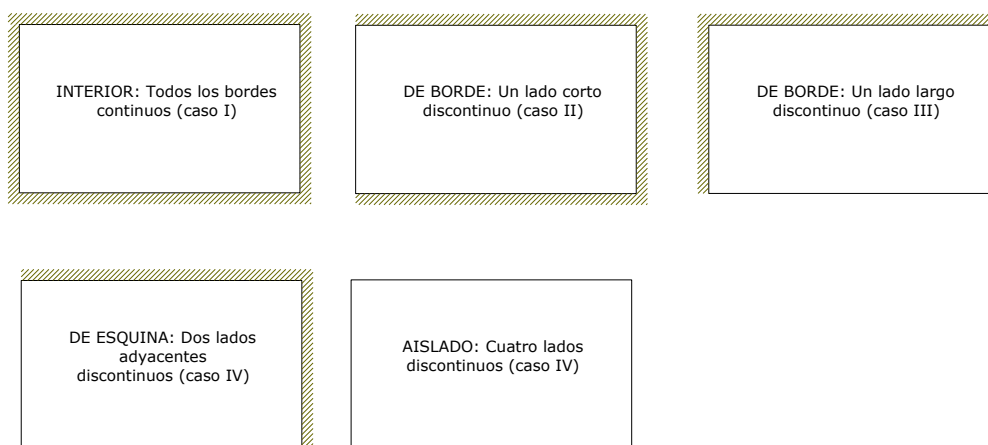 INTERIOR: Todos los bordes
continuos (caso I)
DE BORDE: Un lado corto
discontinuo (caso II)
DE BORDE: Un lado largo
discontinuo (caso III)
DE ESQUINA: Dos lados
adyacentes
discontinuos (caso IV)
AISLADO: Cuatro lados
discontinuos (caso IV)